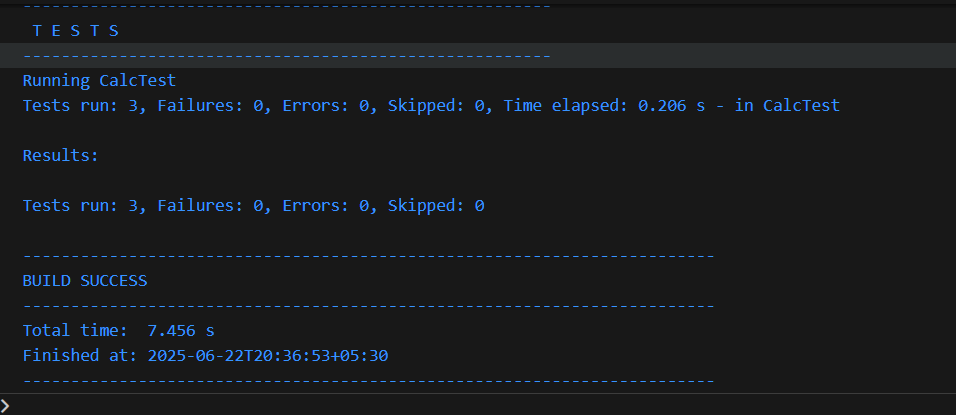 -------------------------------------------------------
T E S T S
-------------------------------------------------------
Running CalcTest
Tests run: 3, Failures: 0, Errors: 0, Skipped: 0, Time elapsed: 0.206 s - in CalcTest
Results:
Tests run: 3, Failures: 0, Errors: 0, Skipped: 0
------------------------------------------------------------------------
BUILD SUCCESS
------------------------------------------------------------------------
Total time:  7.456 s
Finished at: 2025-06-22T20:36:53+05:30
------------------------------------------------------------------------